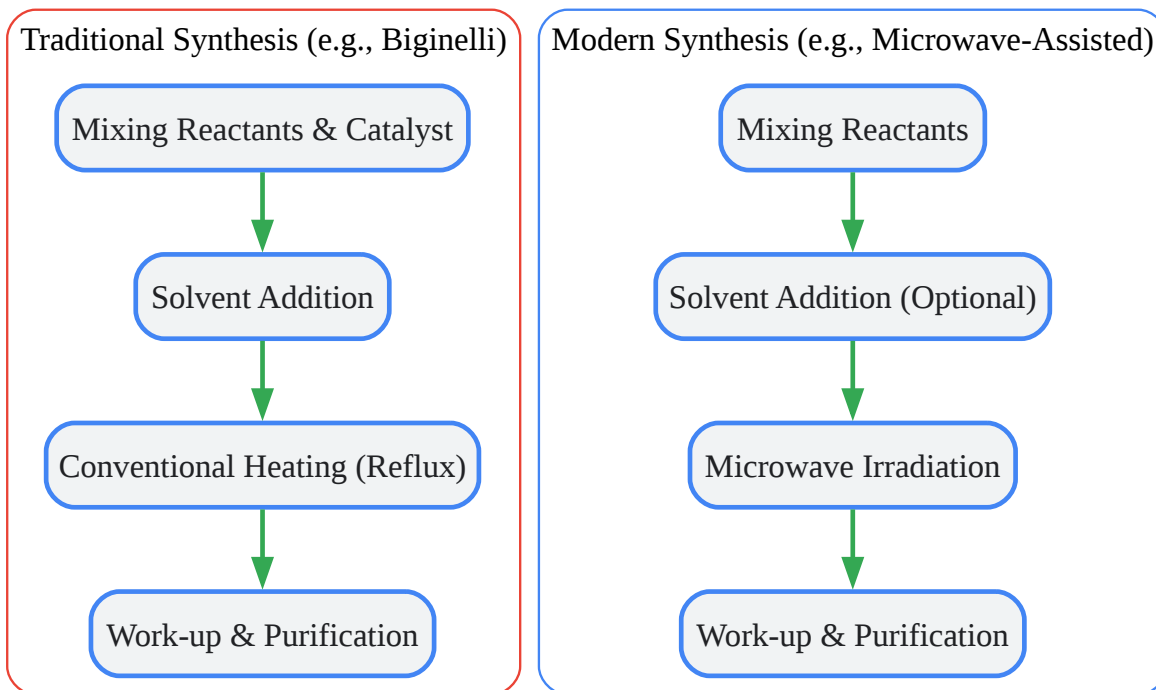 Traditional Synthesis (e.g., Biginelli)
Mixing Reactants & Catalyst
Solvent Addition
Conventional Heating (Reflux)
Work-up & Purification
Modern Synthesis (e.g., Microwave-Assisted)
Mixing Reactants
Solvent Addition (Optional)
Microwave Irradiation
Work-up & Purification